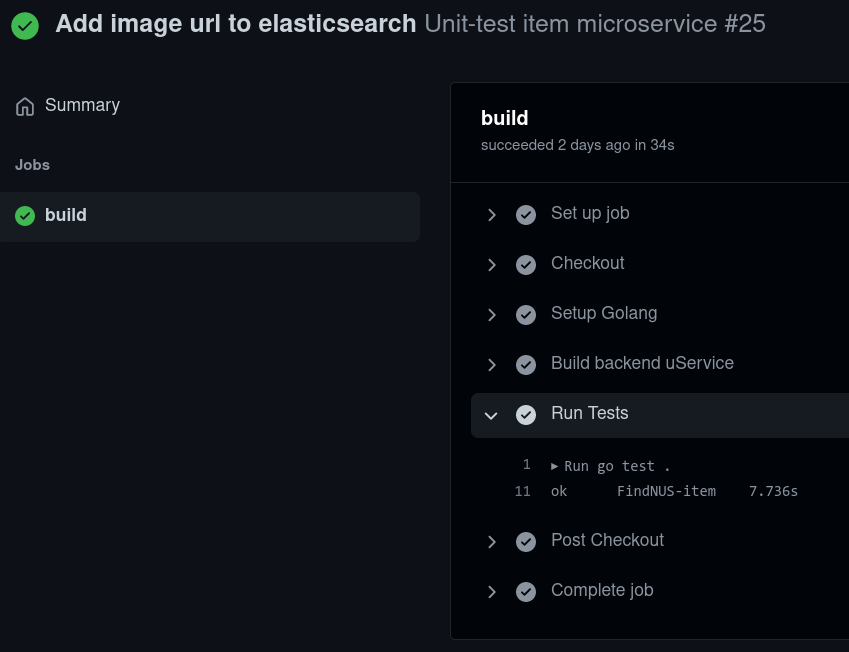 Add image url to elasticsearch Unit-test item microservice #25
Summary
Jobs
build
build
succeeded 2 days ago in 34s
Set up job
Checkout
Setup Golang
Build backend uService
Run Tests
1 ▸ Run go test .
11 ok FindNUS-item 7.736s
Post Checkout
Complete job